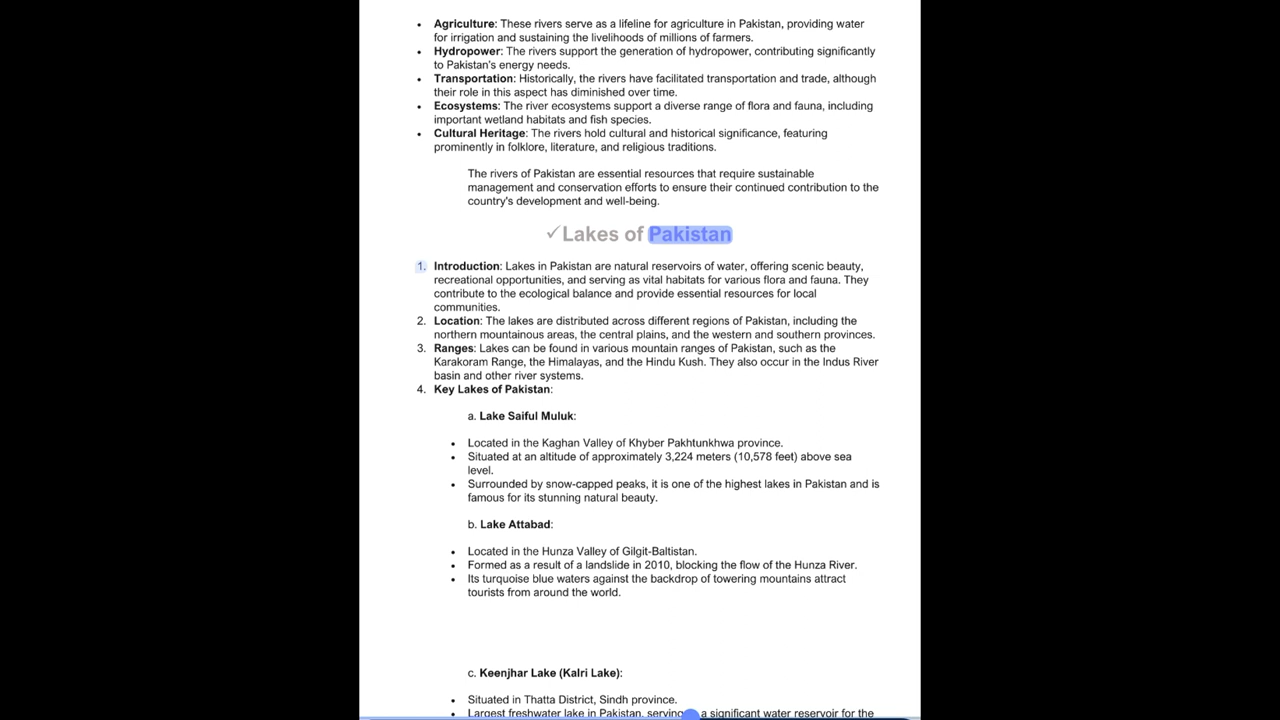 • Agriculture: These rivers serve as a lifeline for agriculture in Pakistan, providing water
for irrigation and sustaining the livelihoods of millions of farmers.
• Hydropower: The rivers support the generation of hydropower, contributing significantly
to Pakistan's energy needs.
• Transportation: Historically, the rivers have facilitated transportation and trade, although
their role in this aspect has diminished over time.
• Ecosystems: The river ecosystems support a diverse range of flora and fauna, including
important wetland habitats and fish species.
• Cultural Heritage: The rivers hold cultural and historical significance, featuring
prominently in folklore, literature, and religious traditions.
The rivers of Pakistan are essential resources that require sustainable
management and conservation efforts to ensure their continued contribution to the
country's development and well-being.
✓Lakes of Pakistan
1. Introduction: Lakes in Pakistan are natural reservoirs of water, offering scenic beauty,
recreational opportunities, and serving as vital habitats for various flora and fauna. They
contribute to the ecological balance and provide essential resources for local
communities.
2. Location: The lakes are distributed across different regions of Pakistan, including the
northern mountainous areas, the central plains, and the western and southern provinces.
3. Ranges: Lakes can be found in various mountain ranges of Pakistan, such as the
Karakoram Range, the Himalayas, and the Hindu Kush. They also occur in the Indus River
basin and other river systems.
4. Key Lakes of Pakistan:
a. Lake Saiful Muluk:
• Located in the Kaghan Valley of Khyber Pakhtunkhwa province.
• Situated at an altitude of approximately 3,224 meters (10,578 feet) above sea
level.
• Surrounded by snow-capped peaks, it is one of the highest lakes in Pakistan and is
famous for its stunning natural beauty.
b. Lake Attabad:
• Located in the Hunza Valley of Gilgit-Baltistan.
• Formed as a result of a landslide in 2010, blocking the flow of the Hunza River.
• Its turquoise blue waters against the backdrop of towering mountains attract
tourists from around the world.
c. Keenjhar Lake (Kalri Lake):
• Situated in Thatta District, Sindh province.
• Largest freshwater lake in Pakistan, serving a significant water reservoir for the